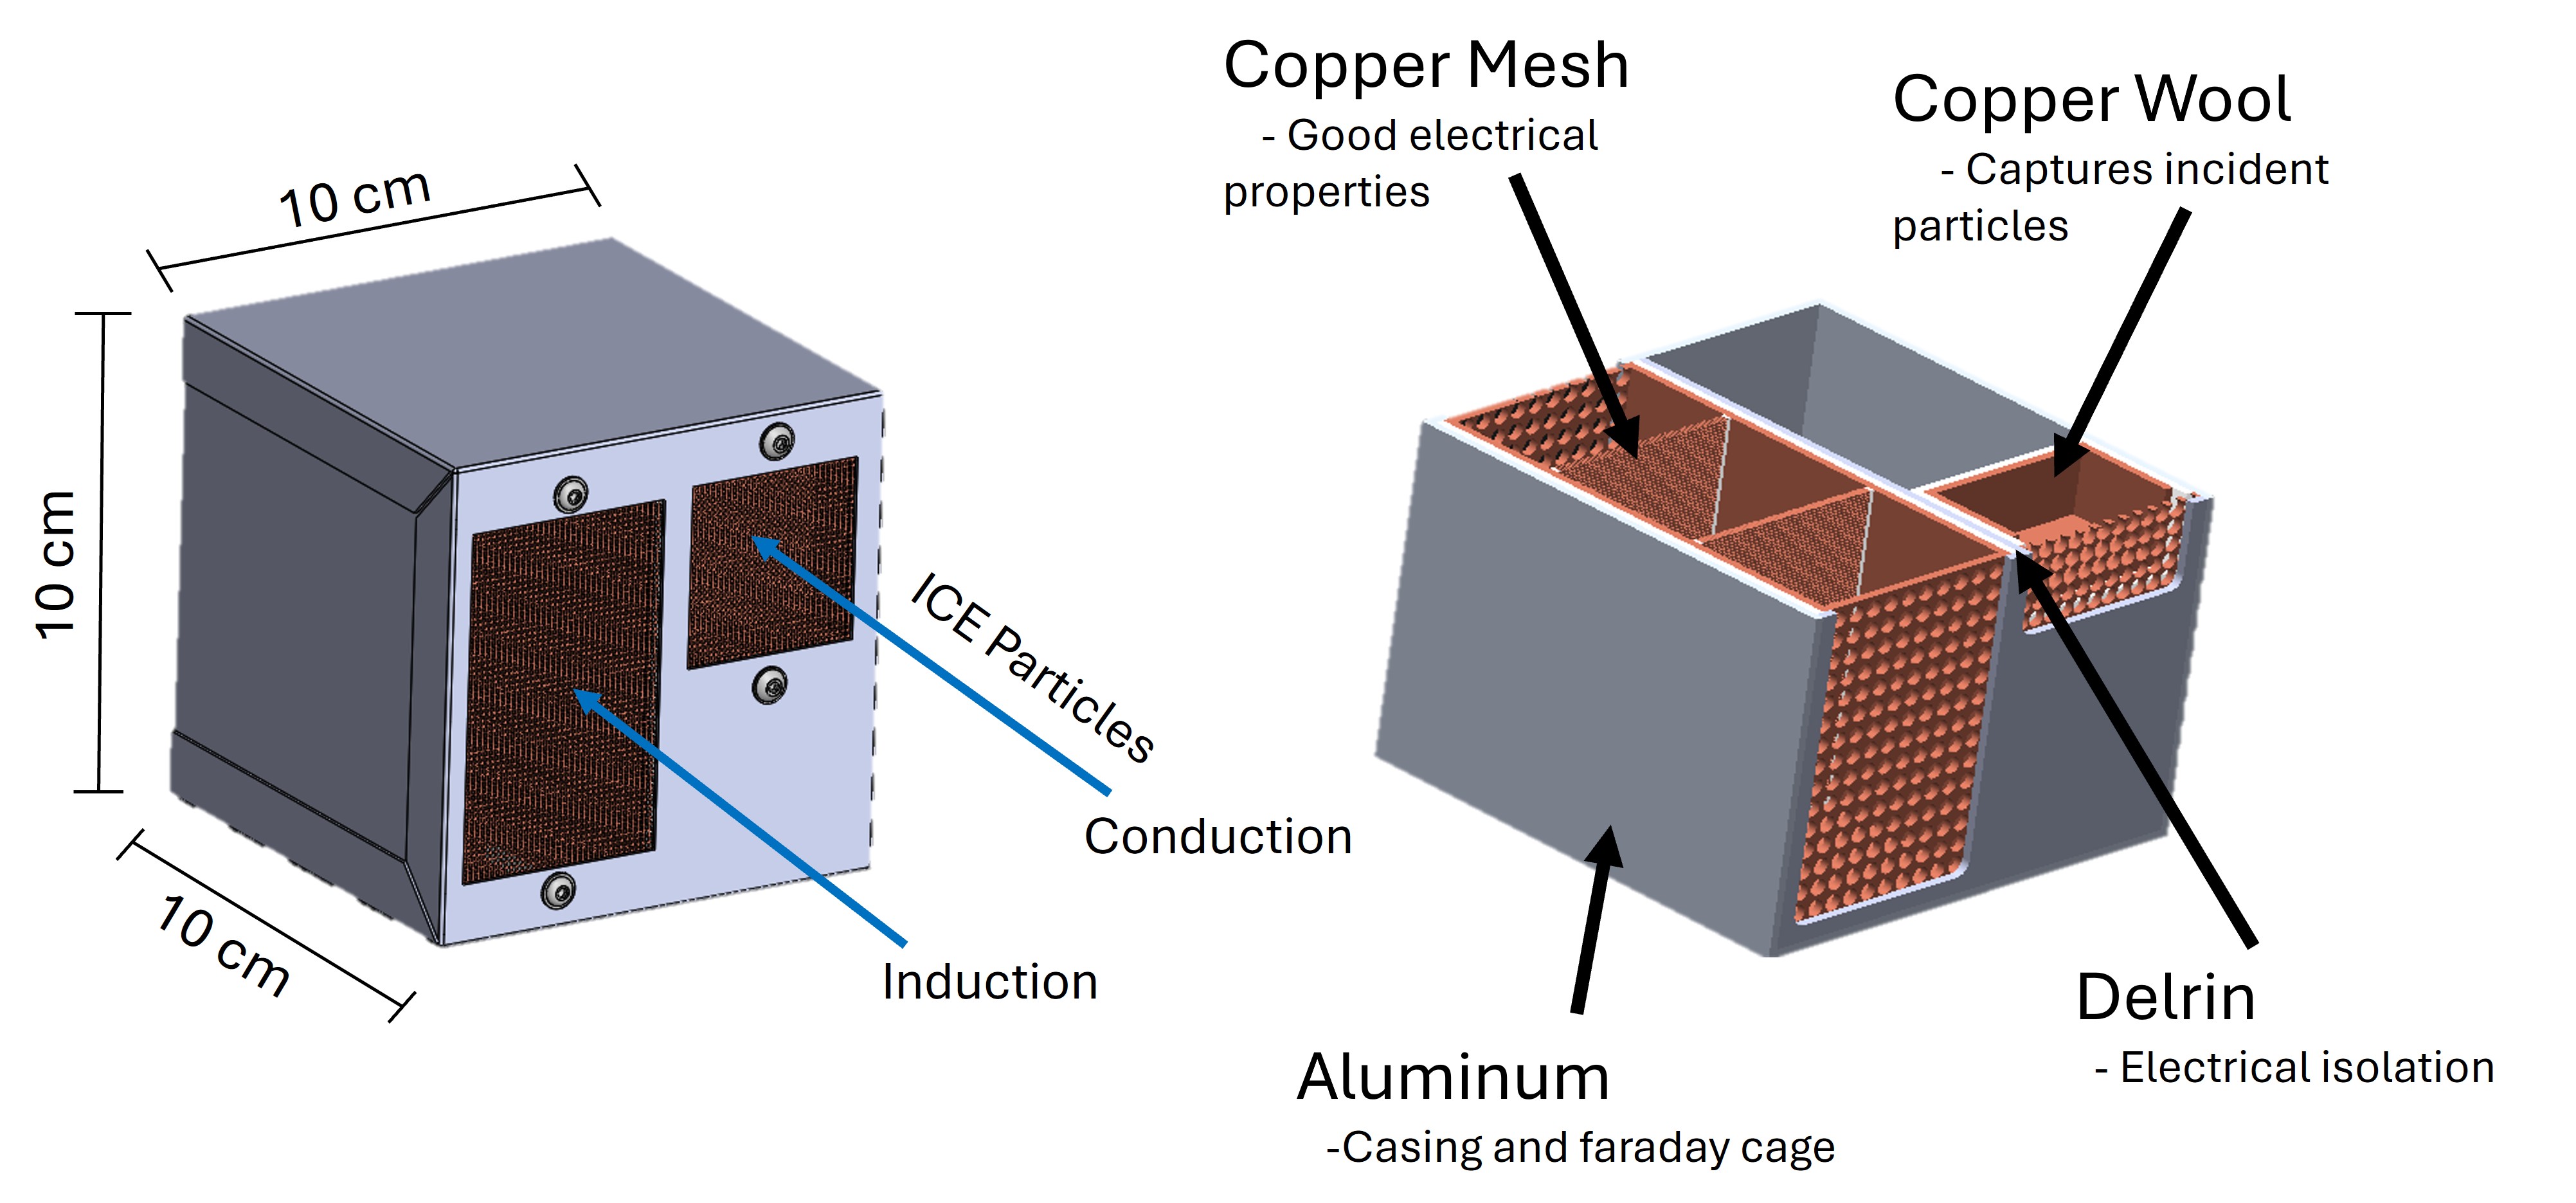 10 cm
10 cm
10 cm
ICE Particles
Conduction
Induction
Copper Mesh
- Good electrical
properties
Copper Wool
- Captures incident
particles
Aluminum
-Casing and faraday cage
Delrin
- Electrical isolation